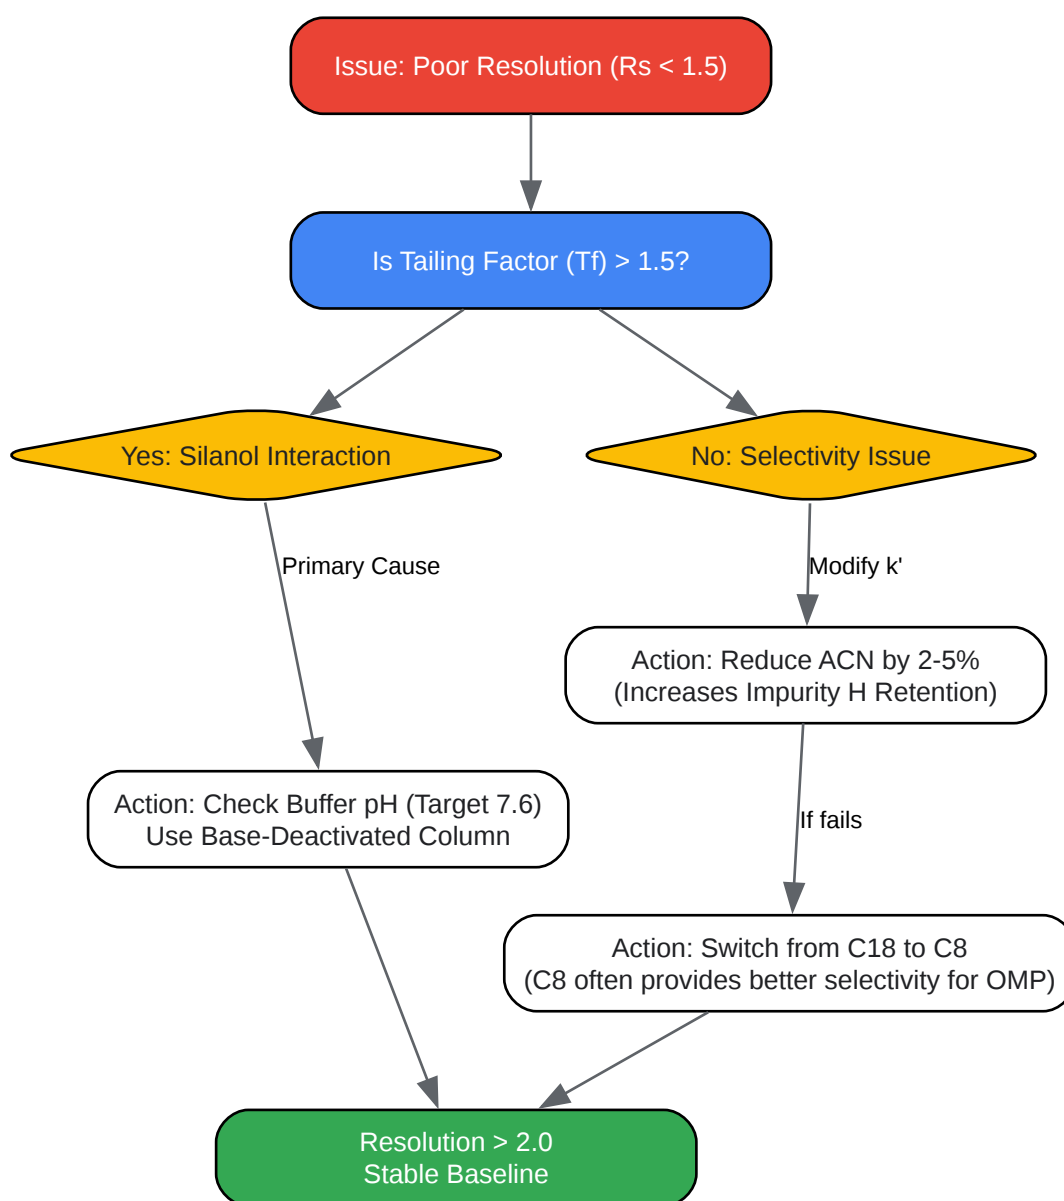 Issue: Poor Resolution (Rs < 1.5)
Is Tailing Factor (Tf) > 1.5?
Yes: Silanol Interaction
No: Selectivity Issue
Primary Cause
Modify k'
Action: Reduce ACN by 2-5%
(Increases Impurity H Retention)
Action: Check Buffer pH (Target 7.6)
Use Base-Deactivated Column
If fails
Action: Switch from C18 to C8
(C8 often provides better selectivity for OMP)
Resolution > 2.0
Stable Baseline